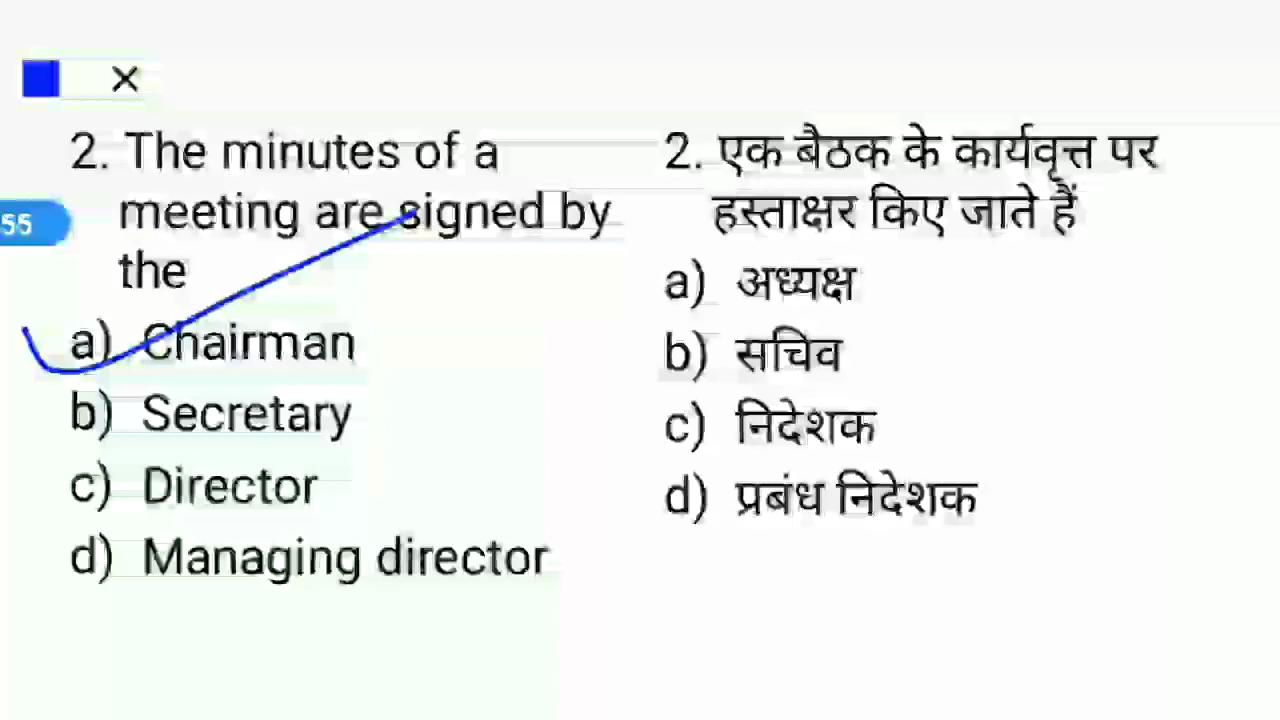 2. The minutes of a
meeting are signed by
the
a) Chairman
b) Secretary
c) Director
d) Managing director
55
2. एक बैठक के कार्यवृत्त पर
हस्ताक्षर किए जाते हैं
a) अध्यक्ष
b) सचिव
c) निदेशक
d) प्रबंध निदेशक